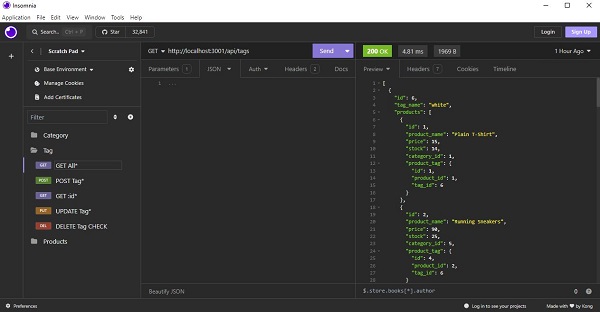 Insomnia
Application File Edit View Window Tools Help
Search.. Ctrl + P Star 32,841 Login Sign Up
Scratch Pad
Base Environment
Manage Cookies
Add Certificates
Filter
Category
Tag
GET GET All*
POST POST Tag*
GET GET :id*
PUT UPDATE Tag*
DEL DELETE Tag CHECK
Products
GET http://localhost:3001/api/tags Send
Parameters 1 JSON Auth Headers 2 Docs
1 ...
Beautify JSON
200 OK 4.81 ms 1969 B 1 Hour Ago
Preview Headers 7 Cookies Timeline
1 [
2 {
3 "id": 6,
4 "tag_name": "white",
5 "products": [
6 {
7 "id": 1,
8 "product_name": "Plain T-Shirt",
9 "price": 15,
10 "stock": 14,
11 "category_id": 1,
12 "product_tag": {
13 "id": 1,
14 "product_id": 1,
15 "tag_id": 6
16 }
17 },
18 {
19 "id": 2,
20 "product_name": "Running Sneakers",
21 "price": 90,
22 "stock": 25,
23 "category_id": 5,
24 "product_tag": {
25 "id": 4,
26 "product_id": 2,
27 "tag_id": 6
28 }
$.store.books[*].author
Preferences Log in to see your projects Made with by Kong